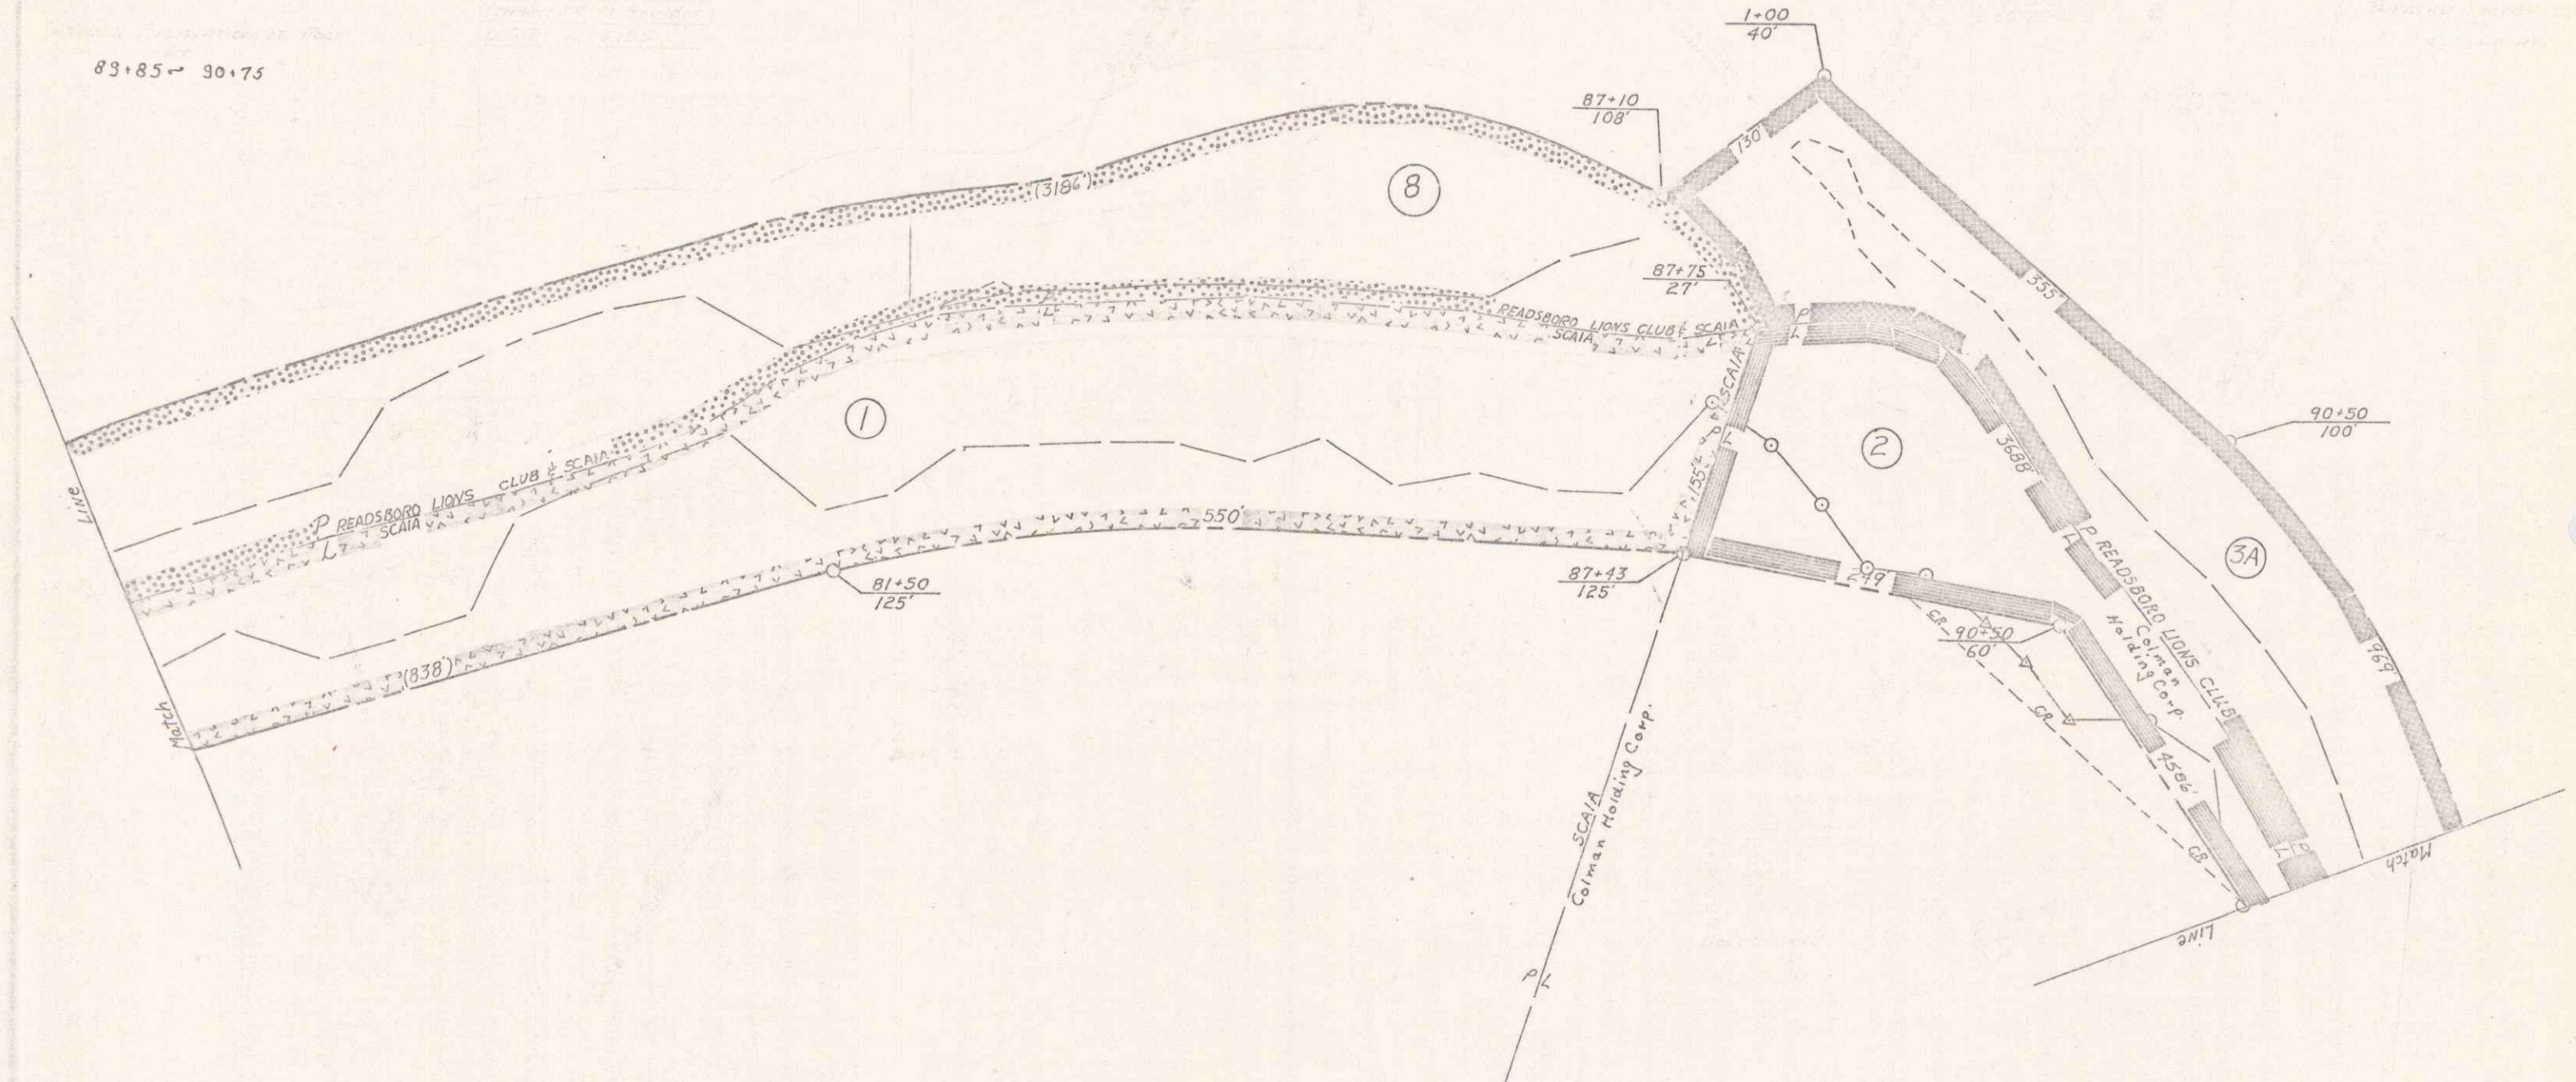 89+85 ~ 90+75
1+00
40'
87+10
108'
130'
(3186')
8
355'
87+75
27'
READSBORO LIONS CLUB & SCAIA
SCAIA
P
L
SCAIA
1
2
90+50
100'
3688'
Line
P READSBORO LIONS CLUB & SCAIA
L SCAIA
P
L
155'±
550'
81+50
125'
87+43
125'
249'
3A
P READSBORO LIONS CLUB
L Colman
Holding Corp.
CR
90+50
60'
CR
969'
(838')
Match
4586'
SCAIA
Colman Holding Corp.
CR
P
L
Match
Line
P
L